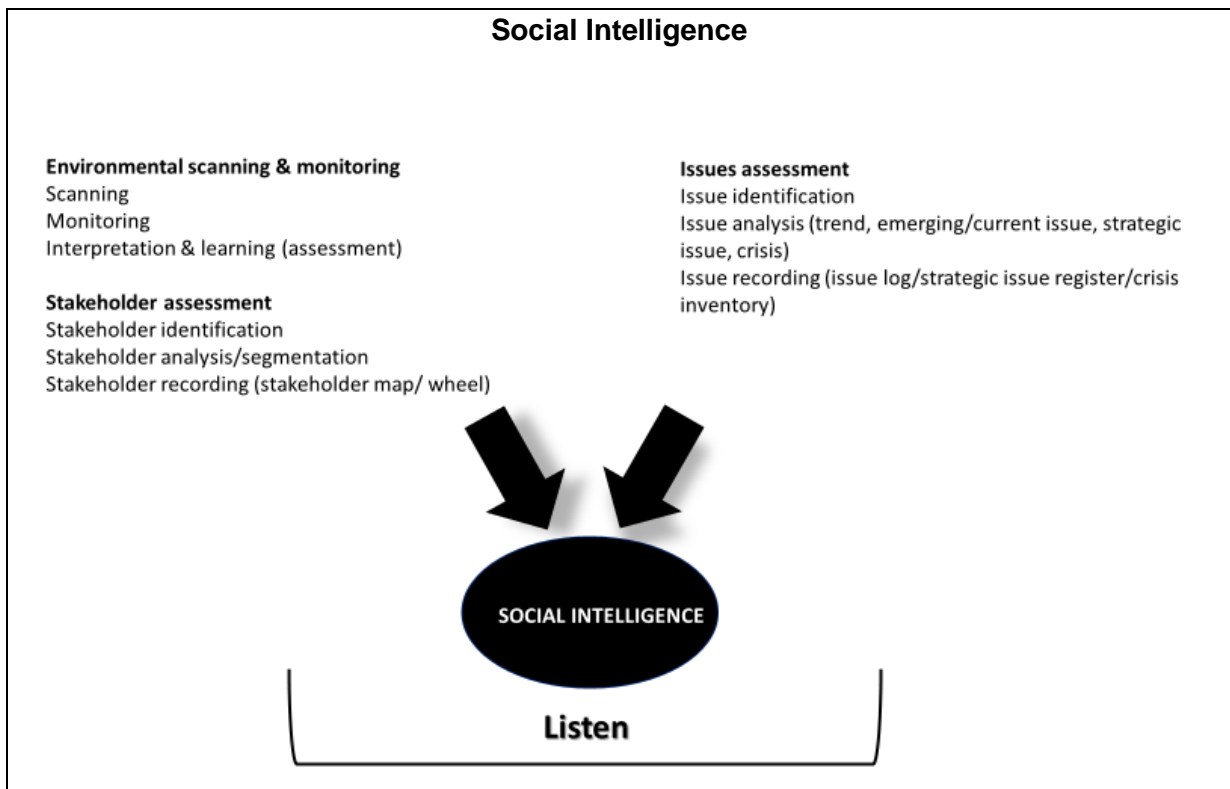 Social Intelligence
Environmental scanning & monitoring
Scanning
Monitoring
Interpretation & learning (assessment)
Stakeholder assessment
Stakeholder identification
Stakeholder analysis/segmentation
Stakeholder recording (stakeholder map/ wheel)
Issues assessment
Issue identification
Issue analysis (trend, emerging/current issue, strategic
issue, crisis)
Issue recording (issue log/strategic issue register/crisis
inventory)
SOCIAL INTELLIGENCE
Listen